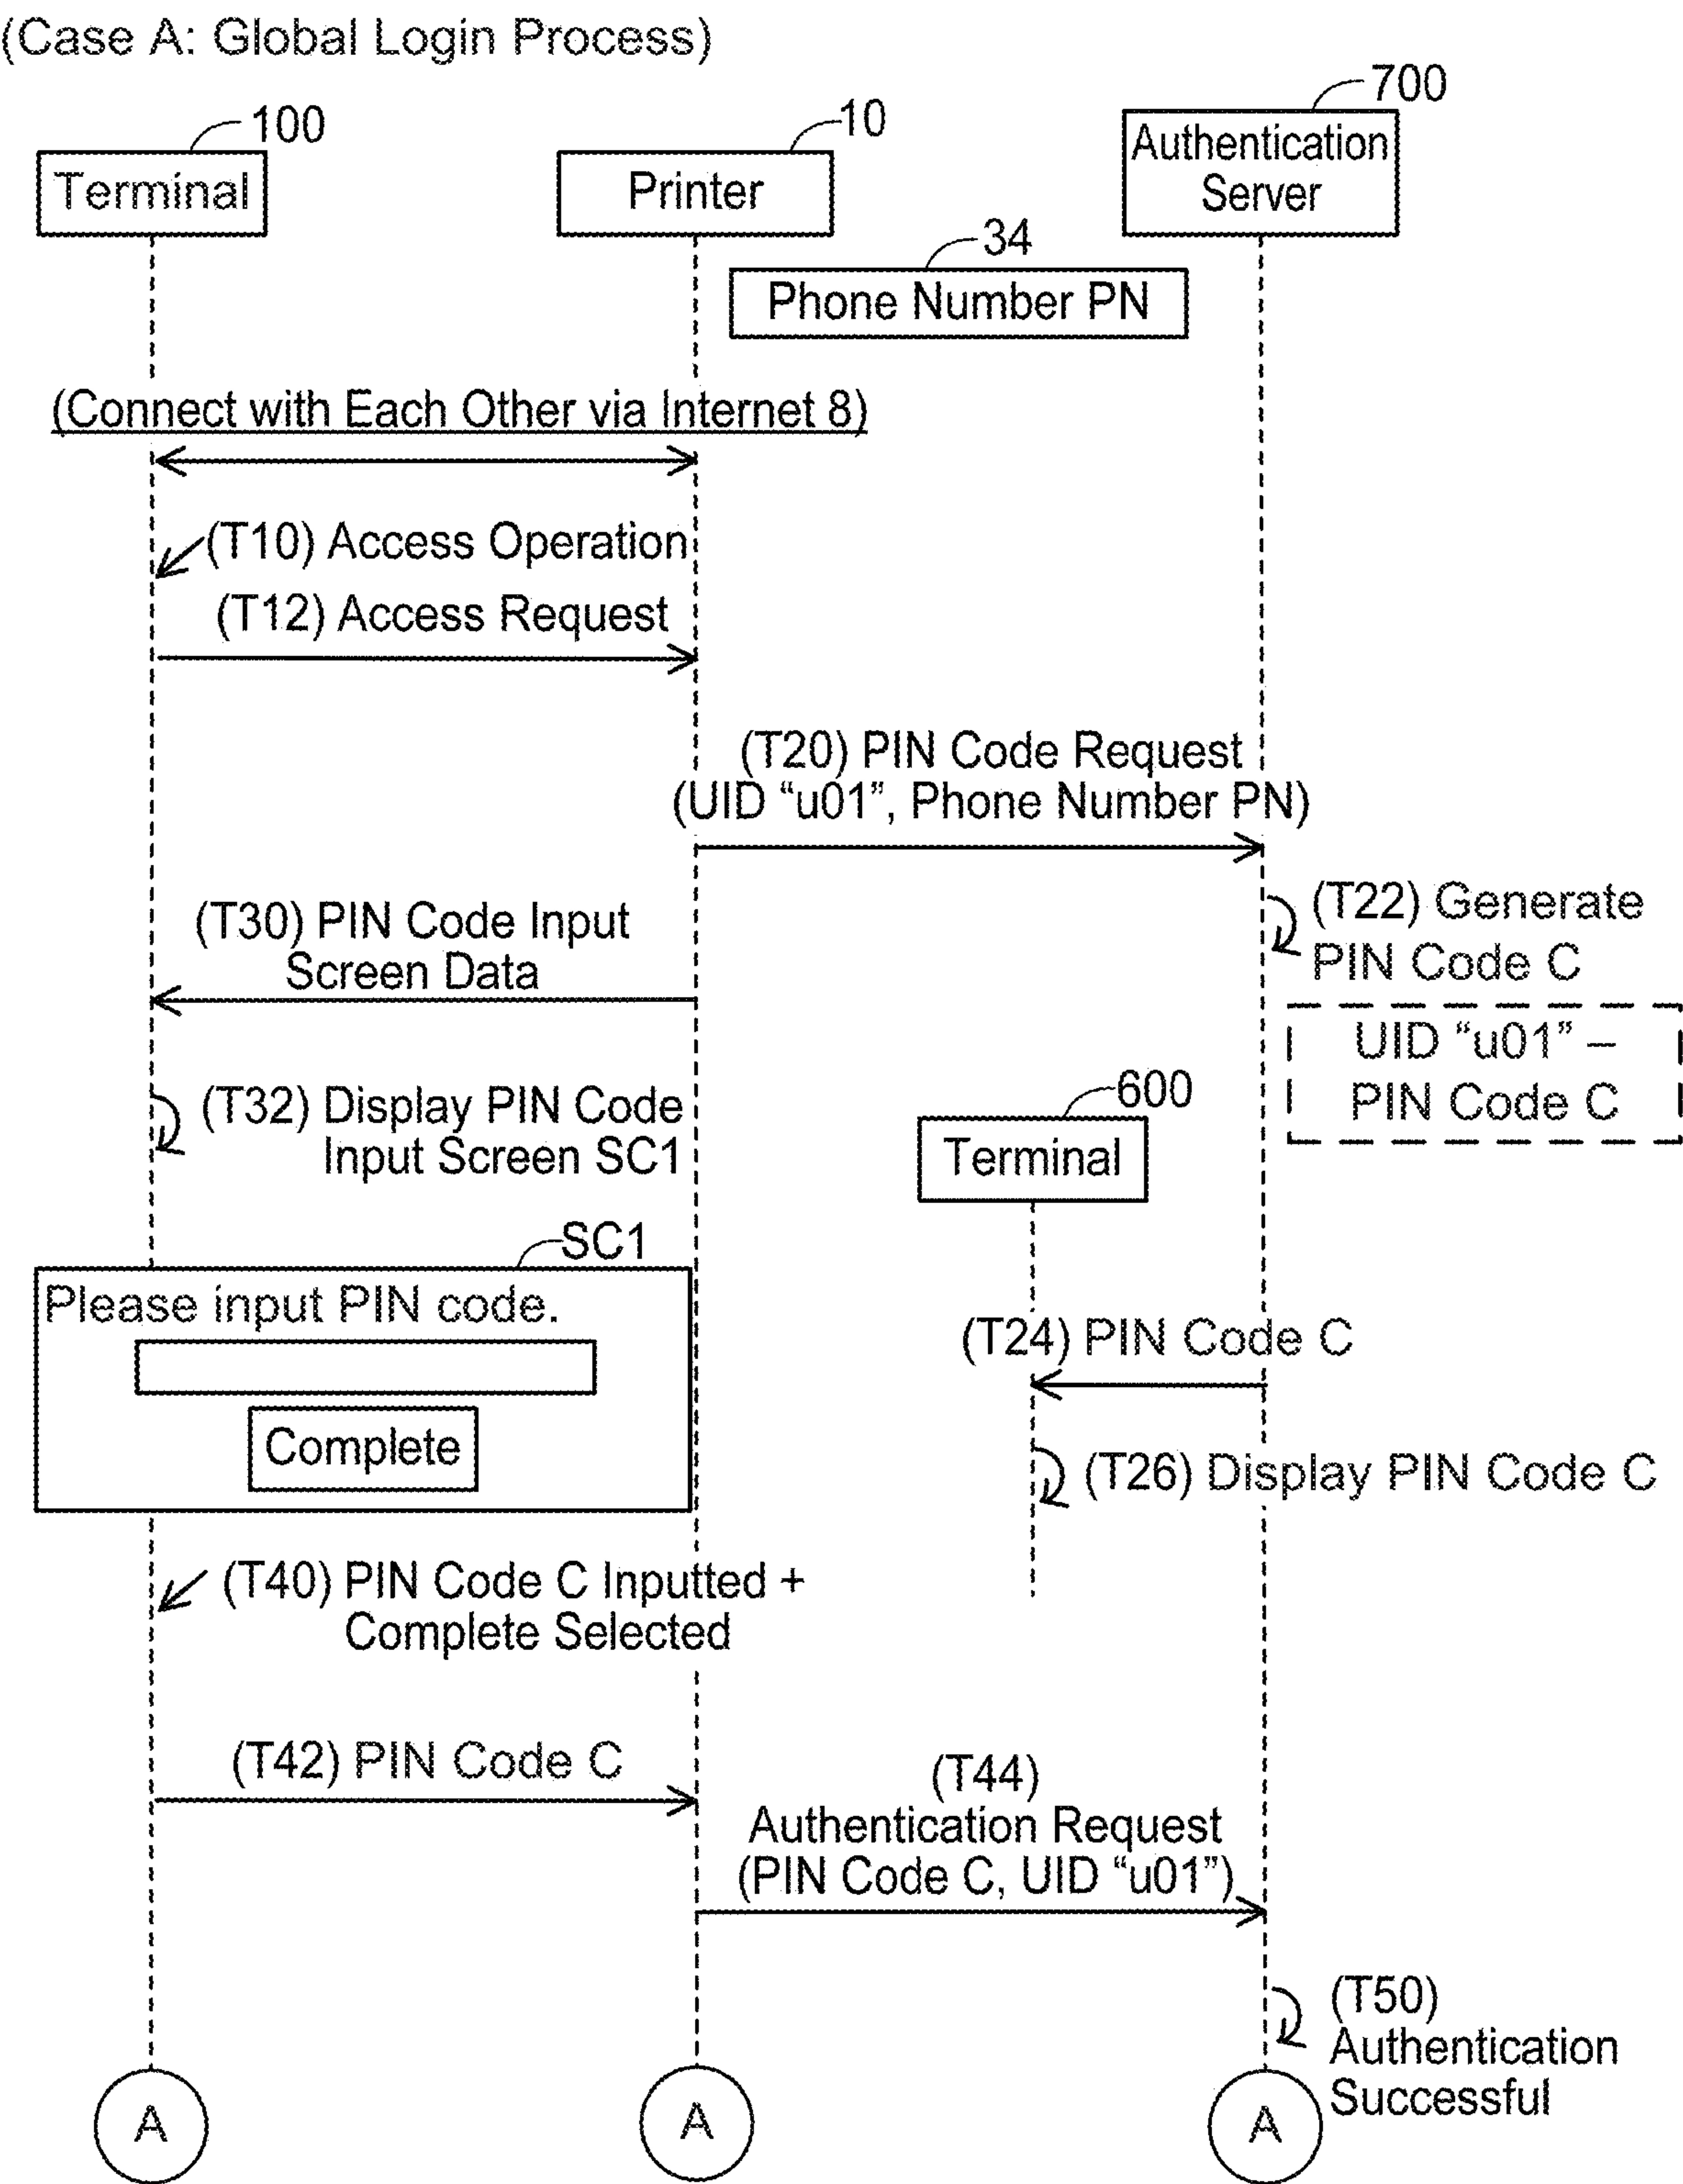 (Case A: Global Login Process)
100
10
700
Terminal
Printer
Authentication
Server
34
Phone Number PN
(Connect with Each Other via Internet 8)
(T10) Access Operation
(T12) Access Request
(T20) PIN Code Request
(UID “u01”, Phone Number PN)
(T22) Generate
PIN Code C
(T30) PIN Code Input
Screen Data
UID “u01” –
PIN Code C
(T32) Display PIN Code
Input Screen SC1
600
Terminal
SC1
Please input PIN code.
Complete
(T24) PIN Code C
(T26) Display PIN Code C
(T40) PIN Code C Inputted +
Complete Selected
(T42) PIN Code C
(T44)
Authentication Request
(PIN Code C, UID “u01”)
(T50)
Authentication
Successful
A
A
A